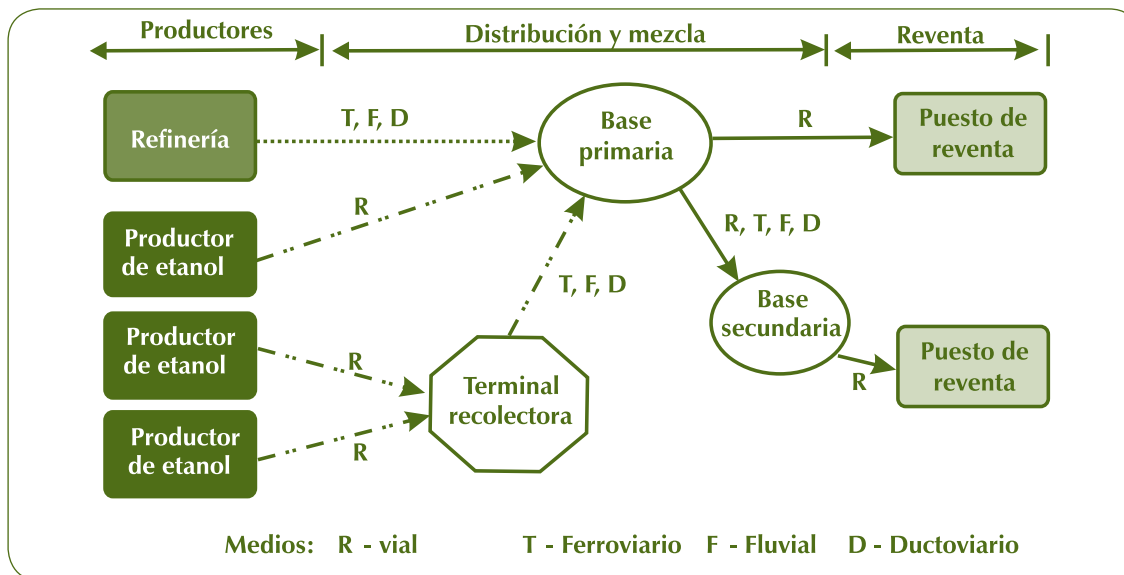 Productores
Distribución y mezcla
Reventa
Refinería
T, F, D
Base
primaria
R
Puesto de
reventa
Productor
de etanol
R
R, T, F, D
T, F, D
Base
secundaria
Productor
de etanol
R
Terminal
recolectora
R
Puesto de
reventa
Productor
de etanol
R
Medios: R - vial T - Ferroviario F - Fluvial D - Ductoviario